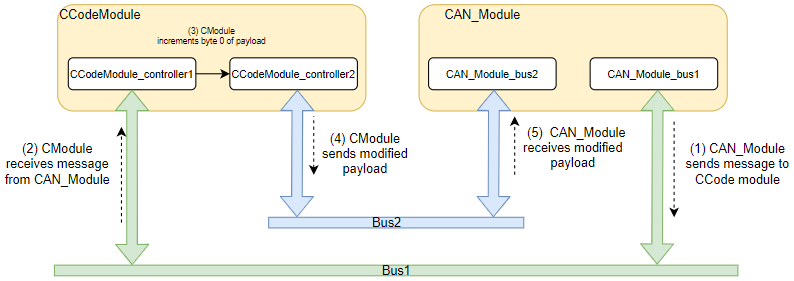 CCodeModule
CAN_Module
(3) CModule
increments byte 0 of payload
CCodeModule_controller1
CCodeModule_controller2
CAN_Module_bus2
CAN_Module_bus1
(2) CModule
receives message
from CAN_Module
(4) CModule
sends modified
payload
(5) CAN_Module
receives modified
payload
(1) CAN_Module
sends message to
CCode module
Bus2
Bus1